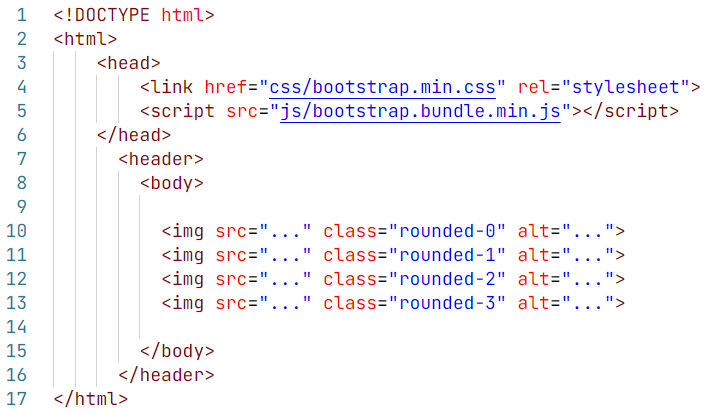 1 <!DOCTYPE html>
2 <html>
3 <head>
4 <link href="css/bootstrap.min.css" rel="stylesheet">
5 <script src="js/bootstrap.bundle.min.js"></script>
6 </head>
7 <header>
8 <body>
9
10 <img src="..." class="rounded-0" alt="...">
11 <img src="..." class="rounded-1" alt="...">
12 <img src="..." class="rounded-2" alt="...">
13 <img src="..." class="rounded-3" alt="...">
14
15 </body>
16 </header>
17 </html>